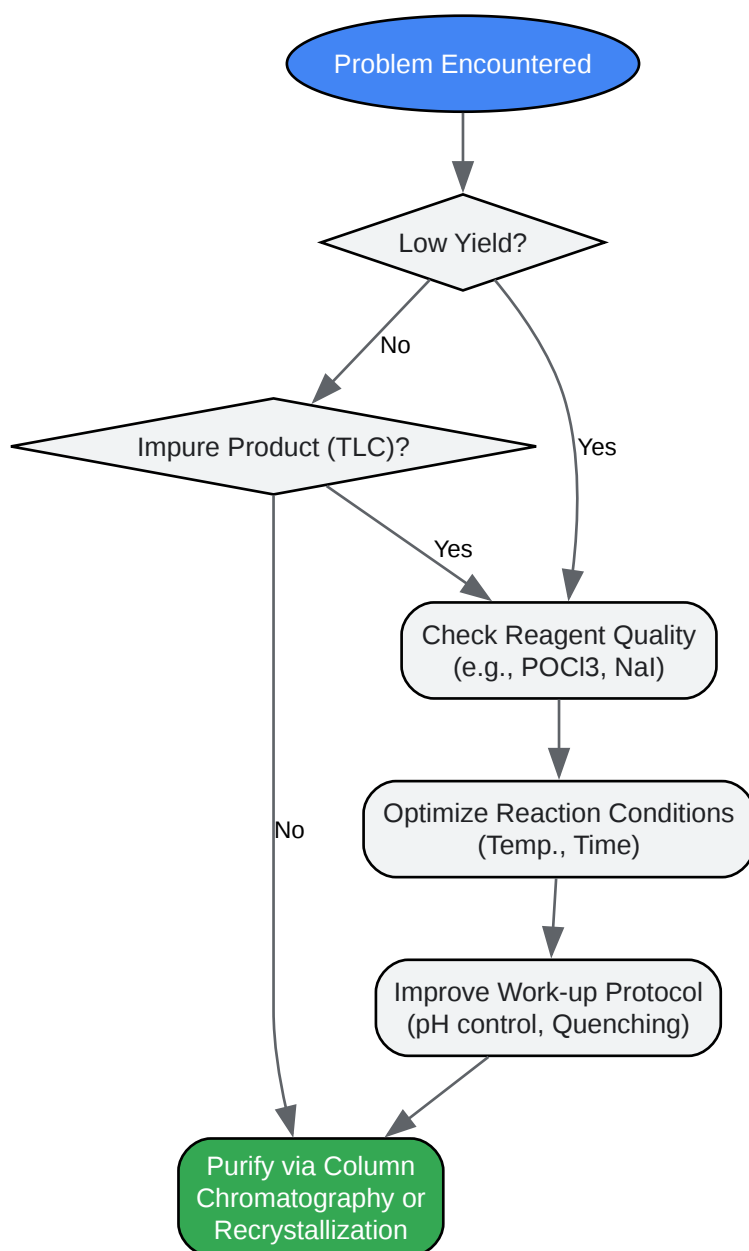 Problem Encountered
Low Yield?
No
Yes
Impure Product (TLC)?
Yes
Check Reagent Quality
(e.g., POCl3, NaI)
Optimize Reaction Conditions
(Temp., Time)
No
Improve Work-up Protocol
(pH control, Quenching)
Purify via Column
Chromatography or
Recrystallization